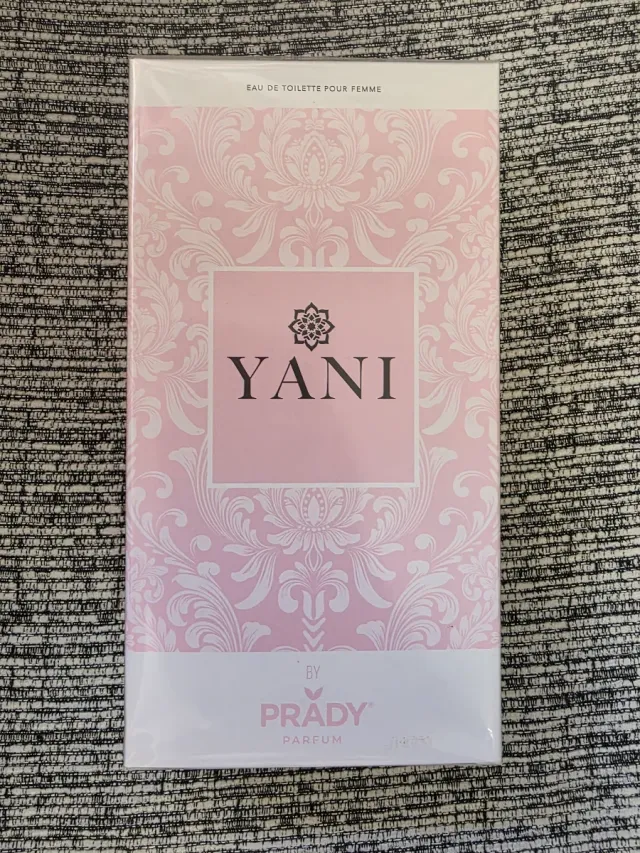 EAU DE TOILETTE POUR FEMME
YANI
BY
PRADY®
PARFUM